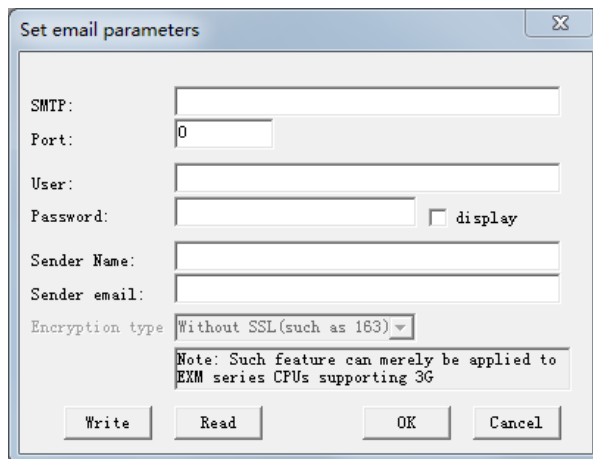 Set email parameters
SMTP:
Port: 0
User:
Password: display
Sender Name:
Sender email:
Encryption type Without SSL(such as 163)
Note: Such feature can merely be applied to
EXM series CPUs supporting 3G
Write Read OK Cancel